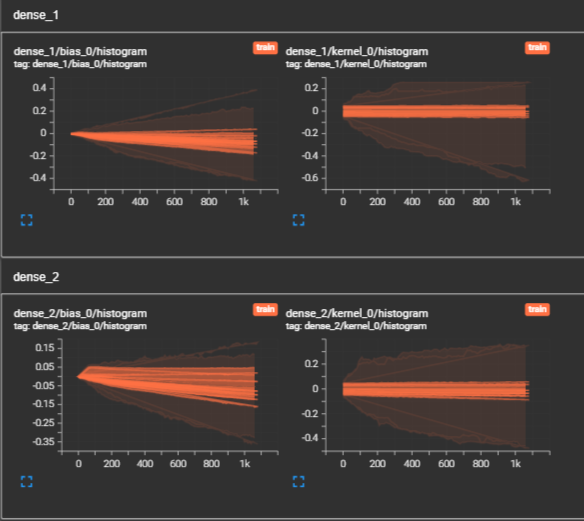 dense_1
dense_1/bias_0/histogram train
tag: dense_1/bias_0/histogram
0.4
0.2
0
-0.2
-0.4
0 200 400 600 800 1k
dense_1/kernel_0/histogram train
tag: dense_1/kernel_0/histogram
0.2
0
-0.2
-0.4
-0.6
0 200 400 600 800 1k
dense_2
dense_2/bias_0/histogram train
tag: dense_2/bias_0/histogram
0.15
0.05
-0.05
-0.15
-0.25
-0.35
0 200 400 600 800 1k
dense_2/kernel_0/histogram train
tag: dense_2/kernel_0/histogram
0.2
0
-0.2
-0.4
0 200 400 600 800 1k